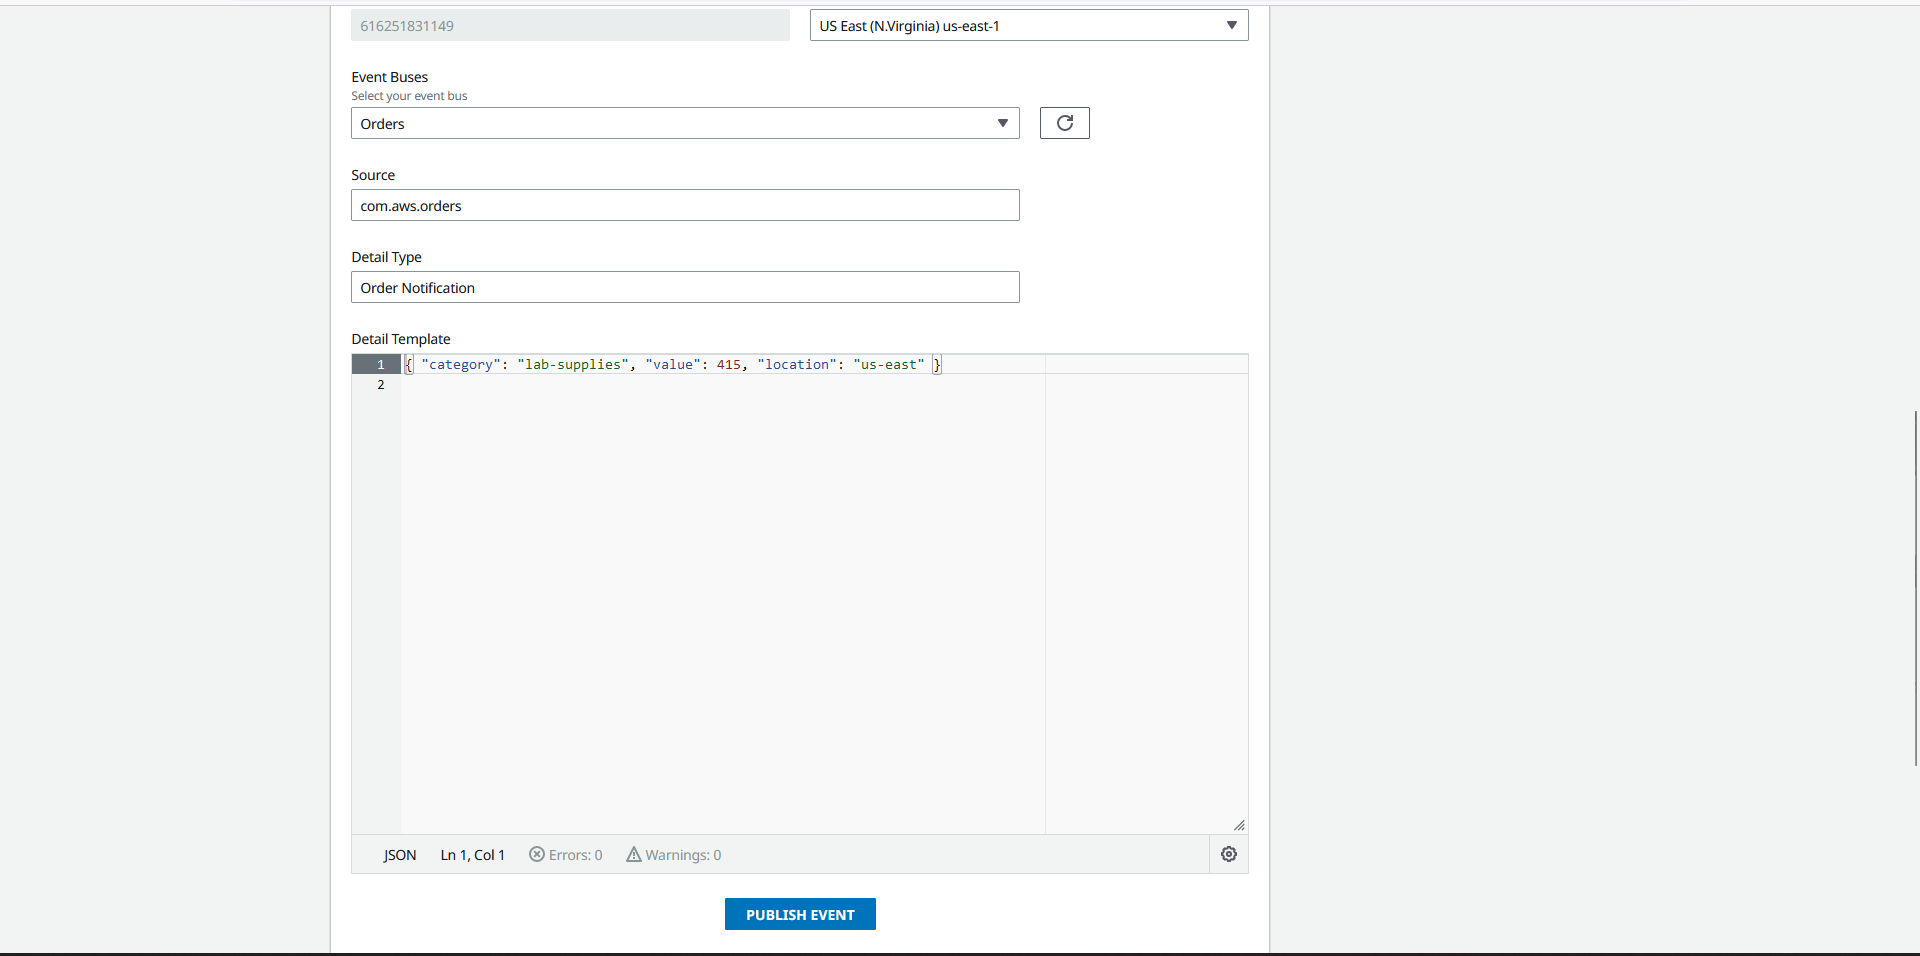 616251831149
US East (N.Virginia) us-east-1
Event Buses
Select your event bus
Orders
Source
com.aws.orders
Detail Type
Order Notification
Detail Template
1 { "category": "lab-supplies", "value": 415, "location": "us-east" }
2
JSON Ln 1, Col 1 Errors: 0 Warnings: 0
PUBLISH EVENT